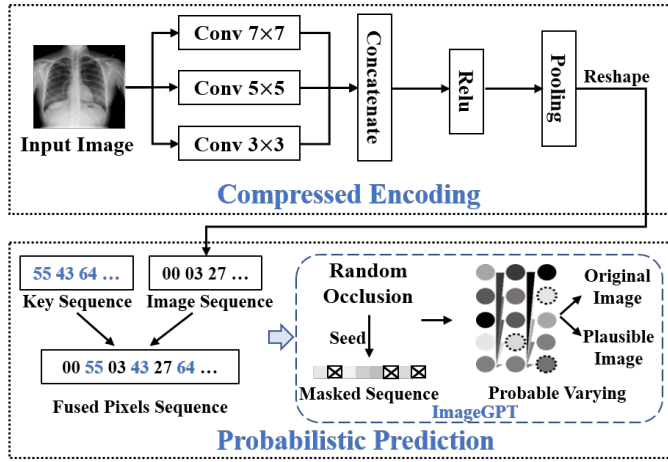 Input Image
Conv 7×7
Conv 5×5
Conv 3×3
Concatenate
Relu
Pooling
Reshape
Compressed Encoding
55 43 64 ...
Key Sequence
00 03 27 ...
Image Sequence
00 55 03 43 27 64 ...
Fused Pixels Sequence
Random
Occlusion
Seed
Masked Sequence
Probable Varying
Original
Image
Plausible
Image
ImageGPT
Probabilistic Prediction